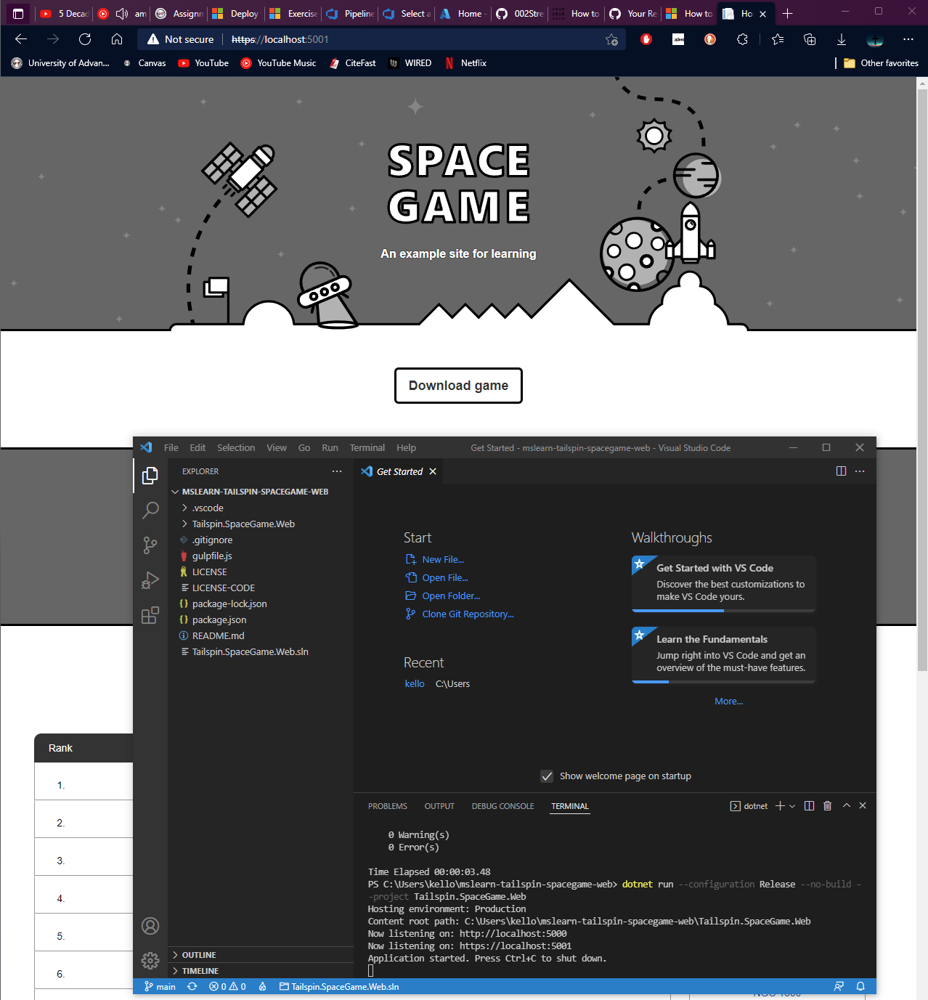 5 Decad
am
Assignn
Deploy
Exercise
Pipeline
Select a
Home -
002Stre
How to
Your Re
How to
Ho
Not secure
https://localhost:5001
University of Advan...
Canvas
YouTube
YouTube Music
CiteFast
WIRED
Netflix
Other favorites
SPACE
GAME
An example site for learning
Download game
File Edit Selection View Go Run Terminal Help
Get Started - mslearn-tailspin-spacegame-web - Visual Studio Code
EXPLORER
Get Started
MSLEARN-TAILSPIN-SPACEGAME-WEB
.vscode
Tailspin.SpaceGame.Web
.gitignore
gulpfile.js
LICENSE
LICENSE-CODE
package-lock.json
package.json
README.md
Tailspin.SpaceGame.Web.sln
Start
New File...
Open File...
Open Folder...
Clone Git Repository...
Recent
kello C:\Users
Walkthroughs
Get Started with VS Code
Discover the best customizations to
make VS Code yours.
Learn the Fundamentals
Jump right into VS Code and get an
overview of the must-have features.
More...
Show welcome page on startup
PROBLEMS OUTPUT DEBUG CONSOLE TERMINAL
dotnet
0 Warning(s)
0 Error(s)
Time Elapsed 00:00:03.48
PS C:\Users\kello\mslearn-tailspin-spacegame-web> dotnet run --configuration Release --no-build -
-project Tailspin.SpaceGame.Web
Hosting environment: Production
Content root path: C:\Users\kello\mslearn-tailspin-spacegame-web\Tailspin.SpaceGame.Web
Now listening on: http://localhost:5000
Now listening on: https://localhost:5001
Application started. Press Ctrl+C to shut down.
OUTLINE
TIMELINE
main
0 0
Tailspin.SpaceGame.Web.sln
Rank
1.
2.
3.
4.
5.
6.